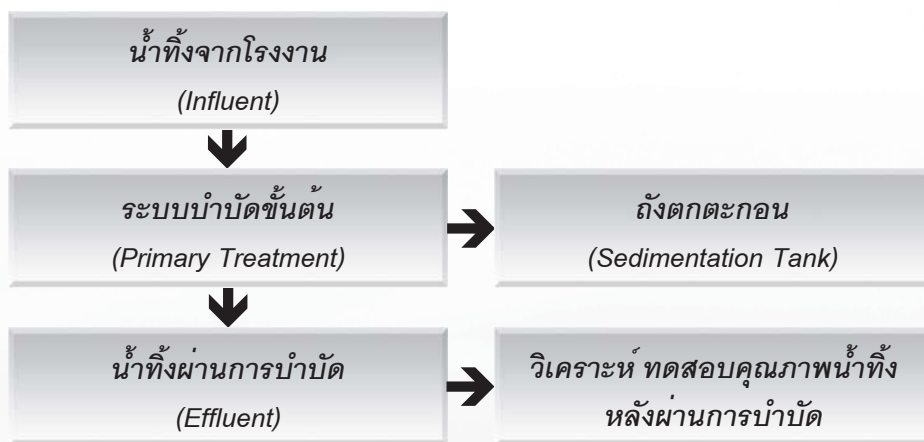 น้ำทิ้งจากโรงงาน
(Influent)
ระบบบำบัดขั้นต้น
(Primary Treatment)
ถังตกตะกอน
(Sedimentation Tank)
น้ำทิ้งผ่านการบำบัด
(Effluent)
วิเคราะห์ ทดสอบคุณภาพน้ำทิ้ง
หลังผ่านการบำบัด